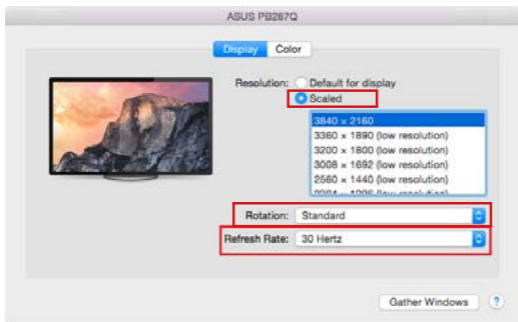 ASUS PB287Q
Display Color
Resolution: Default for display
Scaled
3840 × 2160
3360 × 1890 (low resolution)
3200 × 1800 (low resolution)
3008 × 1692 (low resolution)
2560 × 1440 (low resolution)
Rotation: Standard
Refresh Rate: 30 Hertz
Gather Windows ?